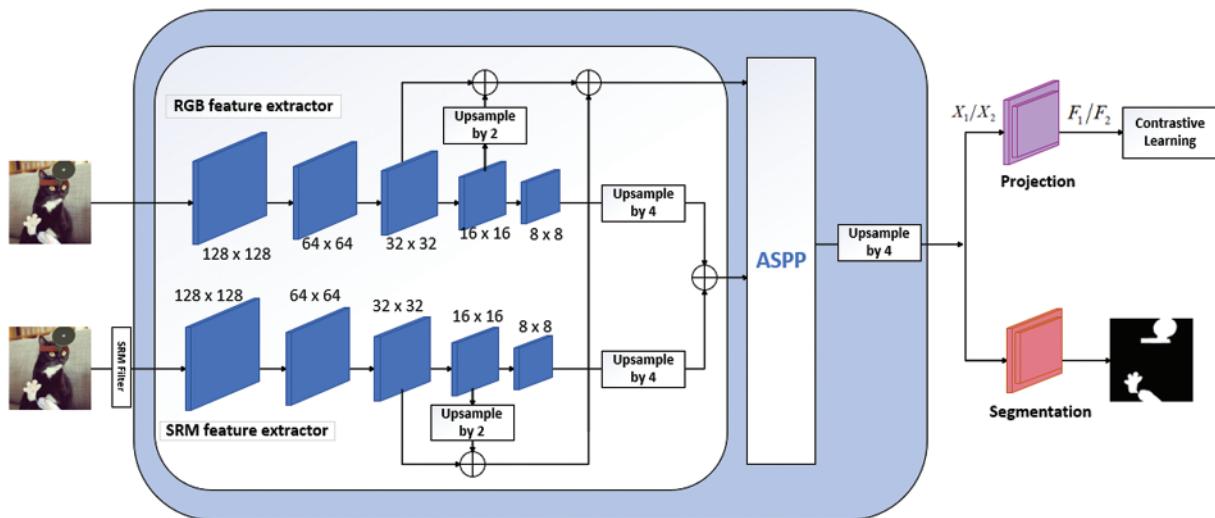 RGB feature extractor
Upsample
by 2
128 x 128
64 x 64
32 x 32
16 x 16
8 x 8
Upsample
by 4
128 x 128
64 x 64
32 x 32
16 x 16
8 x 8
Upsample
by 4
SRM Filter
Upsample
by 2
SRM feature extractor
ASPP
Upsample
by 4
X₁/X₂
F₁/F₂
Contrastive
Learning
Projection
Segmentation